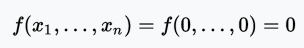 f(x₁, . . . , xₙ) = f(0, . . . , 0) = 0